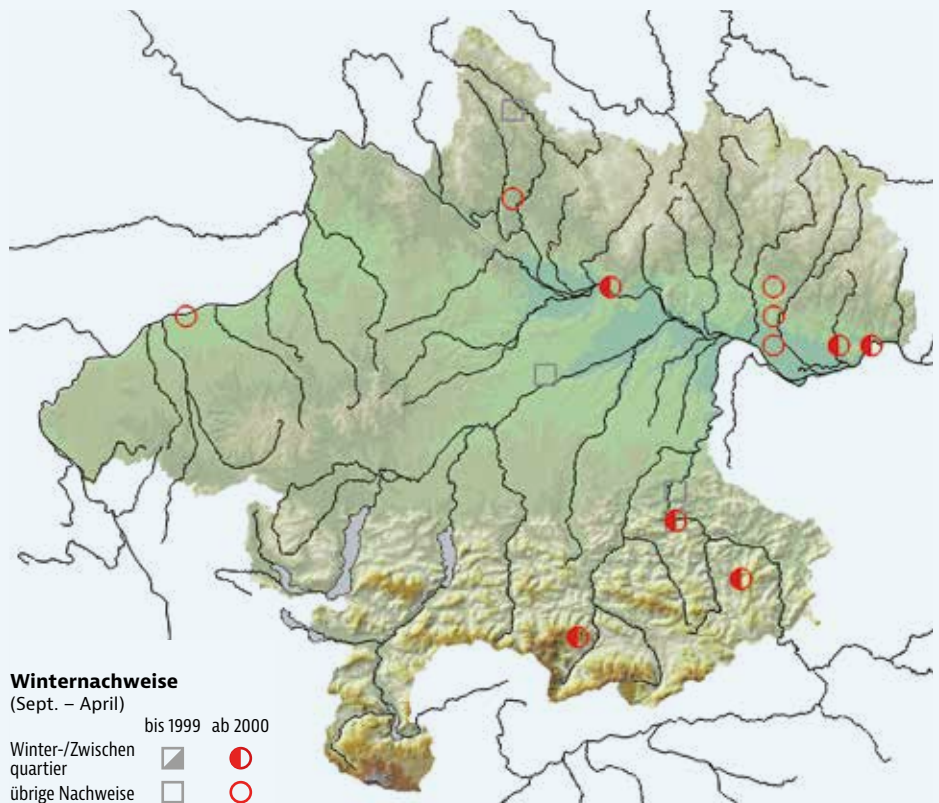 Winternachweise
(Sept. – April)
bis 1999 ab 2000
Winter-/Zwischen
quartier
übrige Nachweise